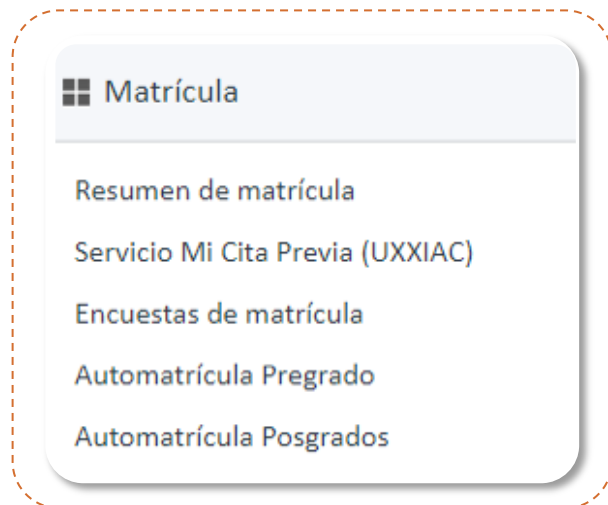 Matrícula
Resumen de matrícula
Servicio Mi Cita Previa (UXXIAC)
Encuestas de matrícula
Automatrícula Pregrado
Automatrícula Posgrados